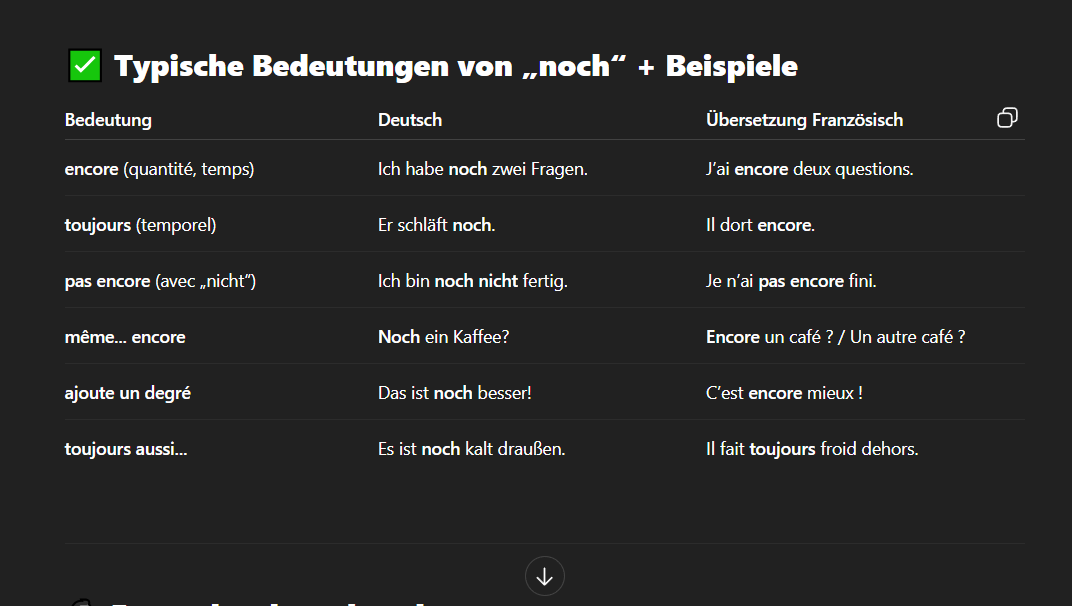 ✅ Typische Bedeutungen von „noch“ + Beispiele
Bedeutung Deutsch Übersetzung Französisch
encore (quantité, temps) Ich habe noch zwei Fragen. J’ai encore deux questions.
toujours (temporel) Er schläft noch. Il dort encore.
pas encore (avec „nicht“) Ich bin noch nicht fertig. Je n’ai pas encore fini.
même... encore Noch ein Kaffee? Encore un café ? / Un autre café ?
ajoute un degré Das ist noch besser! C’est encore mieux !
toujours aussi... Es ist noch kalt draußen. Il fait toujours froid dehors.